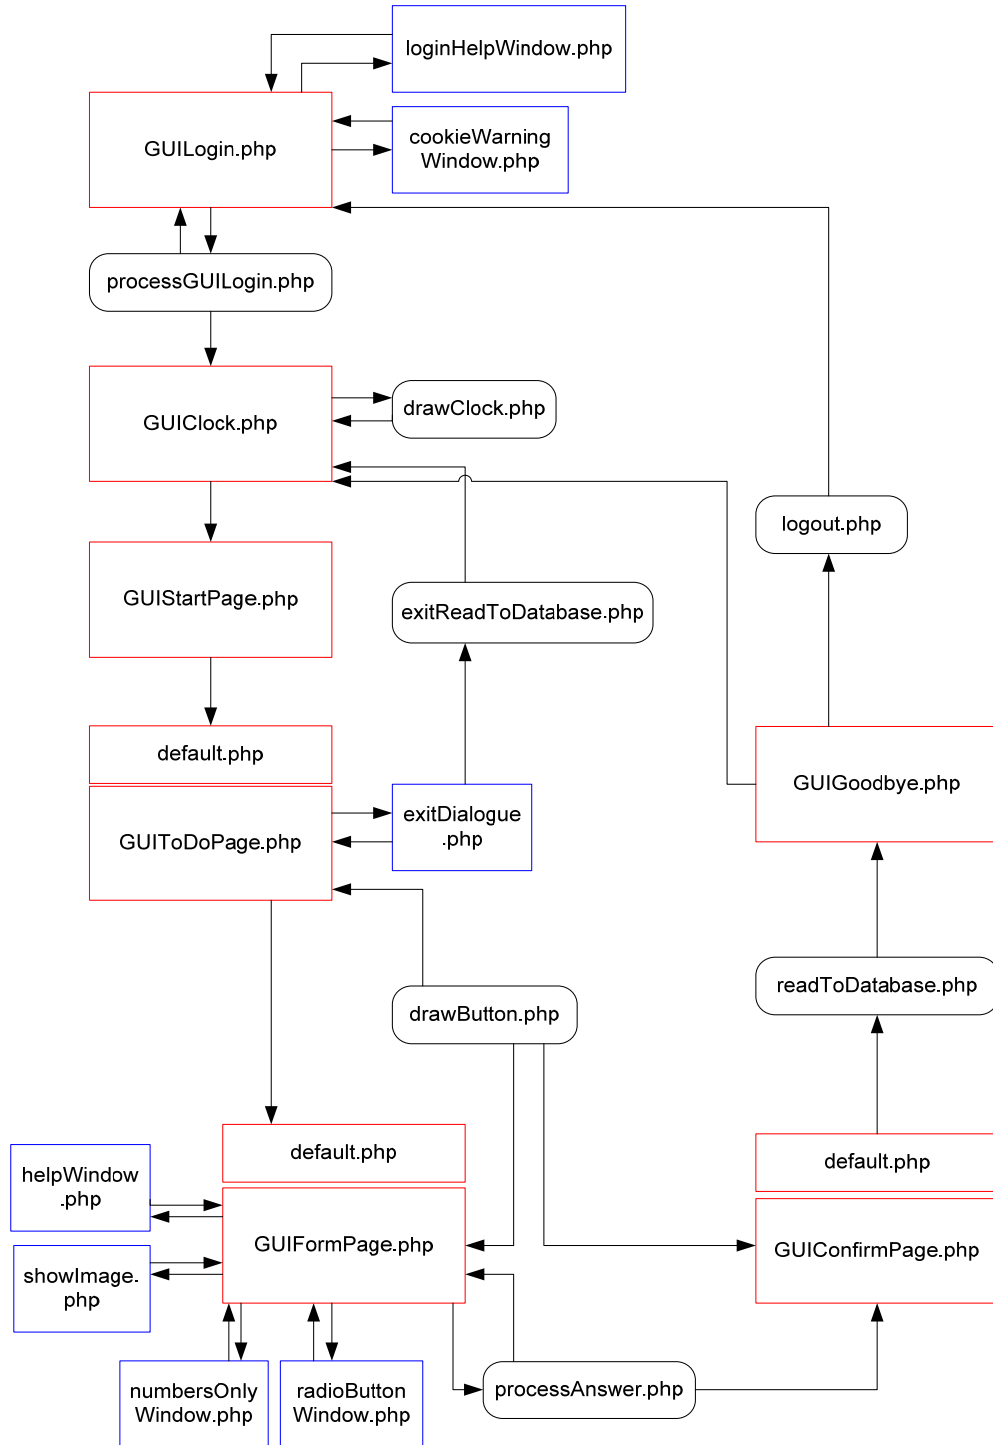 loginHelpWindow.php
GUILogin.php
cookieWarning
Window.php
processGUILogin.php
GUIClock.php
drawClock.php
logout.php
GUIStartPage.php
exitReadToDatabase.php
default.php
GUIToDoPage.php
exitDialogue
.php
GUIGoodbye.php
drawButton.php
readToDatabase.php
default.php
default.php
helpWindow
.php
GUIFormPage.php
GUIConfirmPage.php
showImage.
php
numbersOnly
Window.php
radioButton
Window.php
processAnswer.php